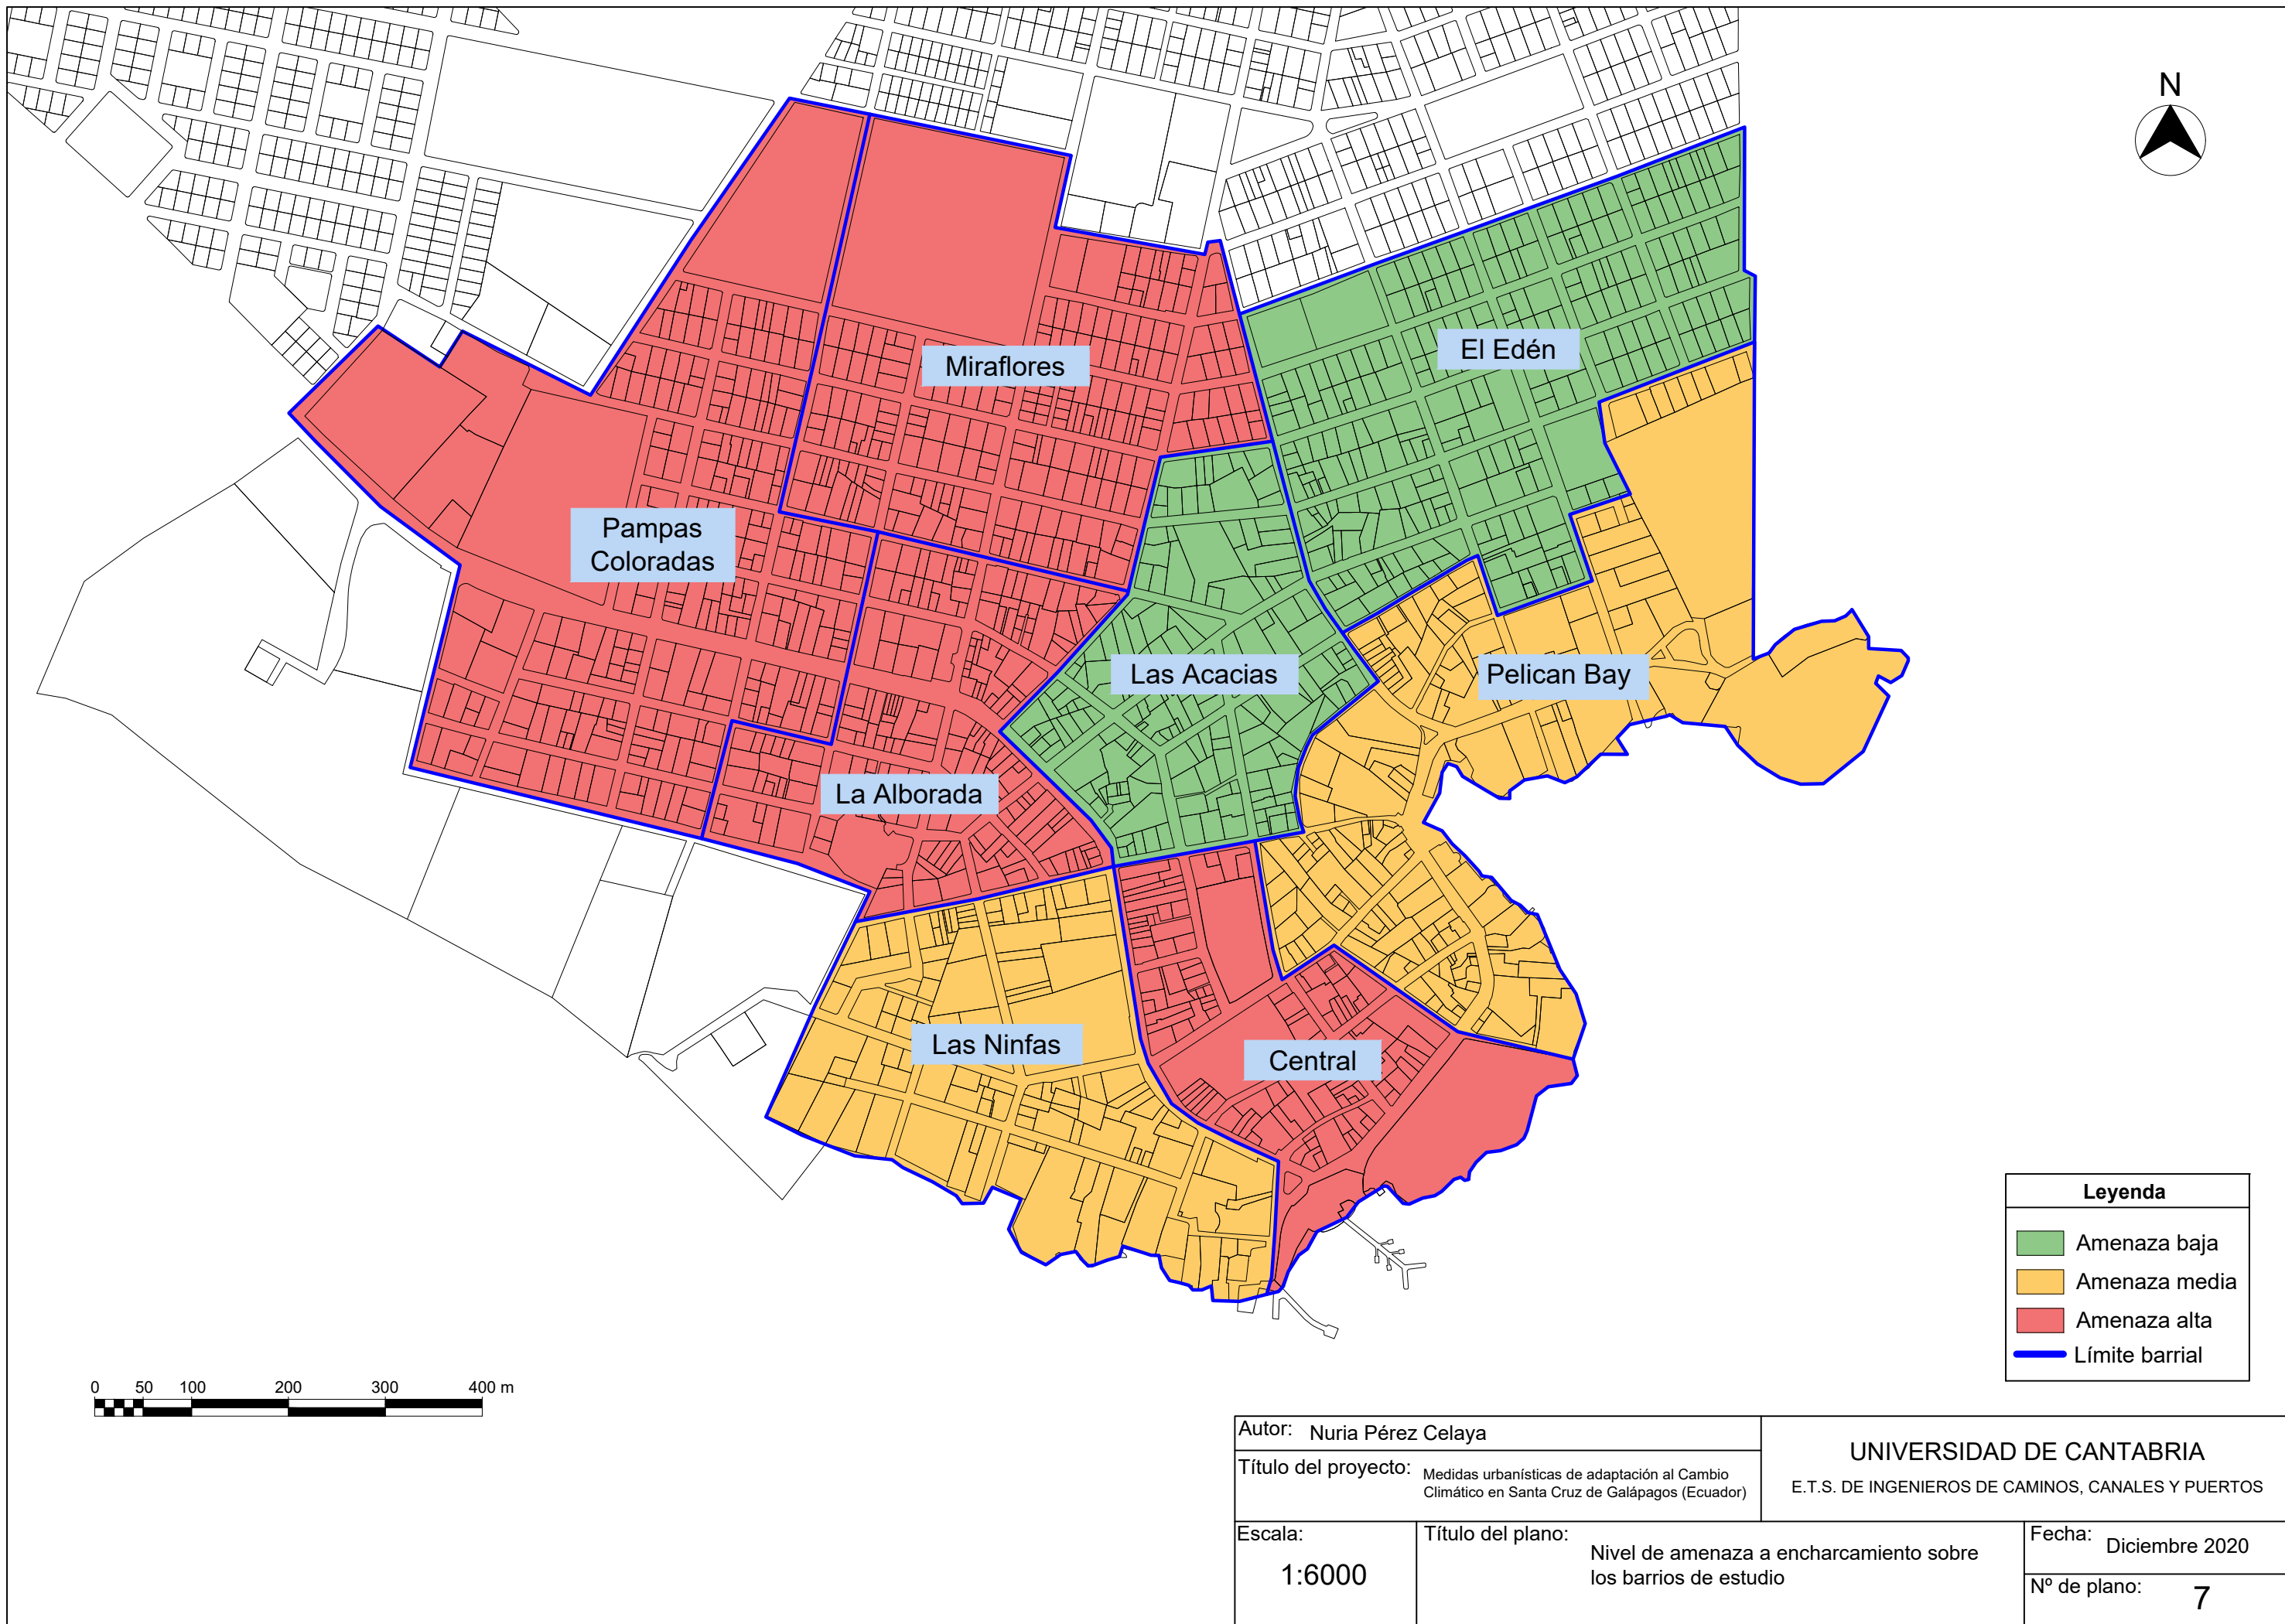 N
Miraflores
El Edén
Pampas
Coloradas
Las Acacias
Pelican Bay
La Alborada
Las Ninfas
Central
Leyenda
Amenaza baja
Amenaza media
Amenaza alta
Límite barrial
0 50 100 200 300 400 m
Autor: Nuria Pérez Celaya
Título del proyecto: Medidas urbanísticas de adaptación al Cambio
Climático en Santa Cruz de Galápagos (Ecuador)
UNIVERSIDAD DE CANTABRIA
E.T.S. DE INGENIEROS DE CAMINOS, CANALES Y PUERTOS
Escala:
1:6000
Título del plano:
Nivel de amenaza a encharcamiento sobre
los barrios de estudio
Fecha: Diciembre 2020
Nº de plano: 7